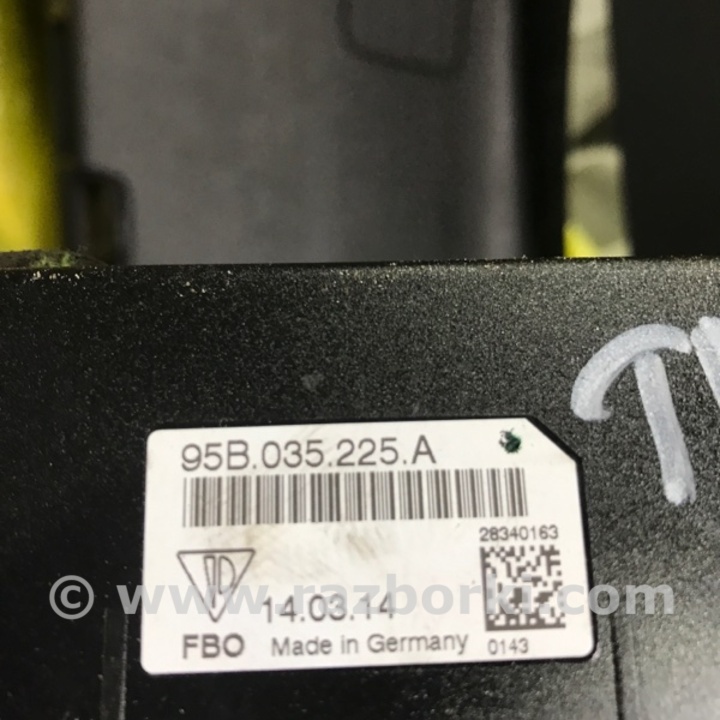 95B.035.225.A
28340163
14.03.14
© www.razborki.com
FBO Made in Germany 0143